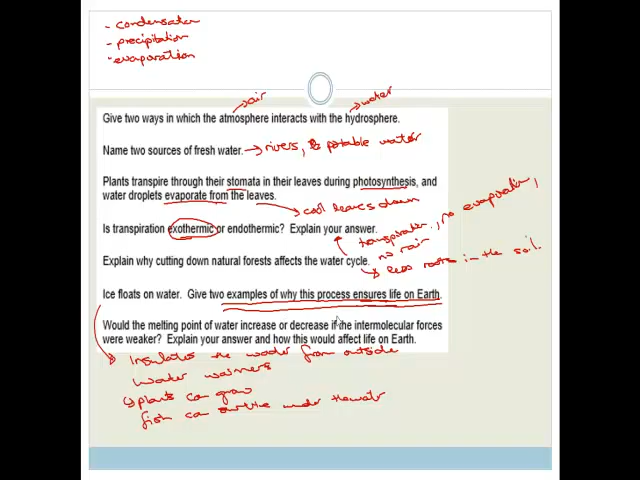 - condensation
- precipitation
- evaporation
air
water
Give two ways in which the atmosphere interacts with the hydrosphere.
Name two sources of fresh water. → rivers, & potable water
Plants transpire through their stomata in their leaves during photosynthesis, and
water droplets evaporate from the leaves.
cool leaves down
Is transpiration exothermic or endothermic? Explain your answer.
transpiration, no evaporation,
no rain
Explain why cutting down natural forests affects the water cycle.
less roots in the soil.
Ice floats on water. Give two examples of why this process ensures life on Earth.
Would the melting point of water increase or decrease if the intermolecular forces
were weaker? Explain your answer and how this would affect life on Earth.
Insulates the water from outside
water warmers
plants can grow
fish can under the water